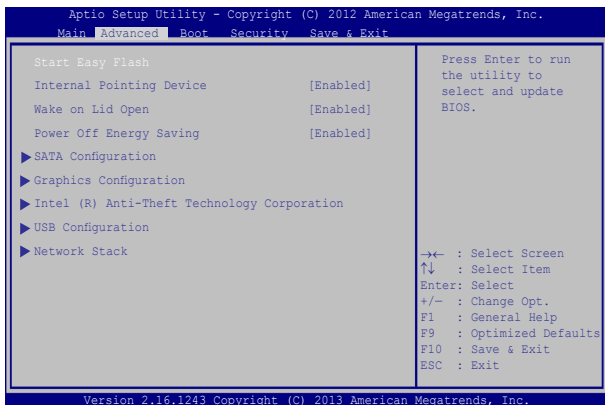 Aptio Setup Utility - Copyright (C) 2012 American Megatrends, Inc.
Main Advanced Boot Security Save & Exit
Start Easy Flash
Internal Pointing Device [Enabled]
Wake on Lid Open [Enabled]
Power Off Energy Saving [Enabled]
SATA Configuration
Graphics Configuration
Intel (R) Anti-Theft Technology Corporation
USB Configuration
Network Stack
Press Enter to run
the utility to
select and update
BIOS.
→← : Select Screen
↑↓ : Select Item
Enter: Select
+/— : Change Opt.
F1 : General Help
F9 : Optimized Defaults
F10 : Save & Exit
ESC : Exit
Version 2.16.1243 Copyright (C) 2013 American Megatrends, Inc.